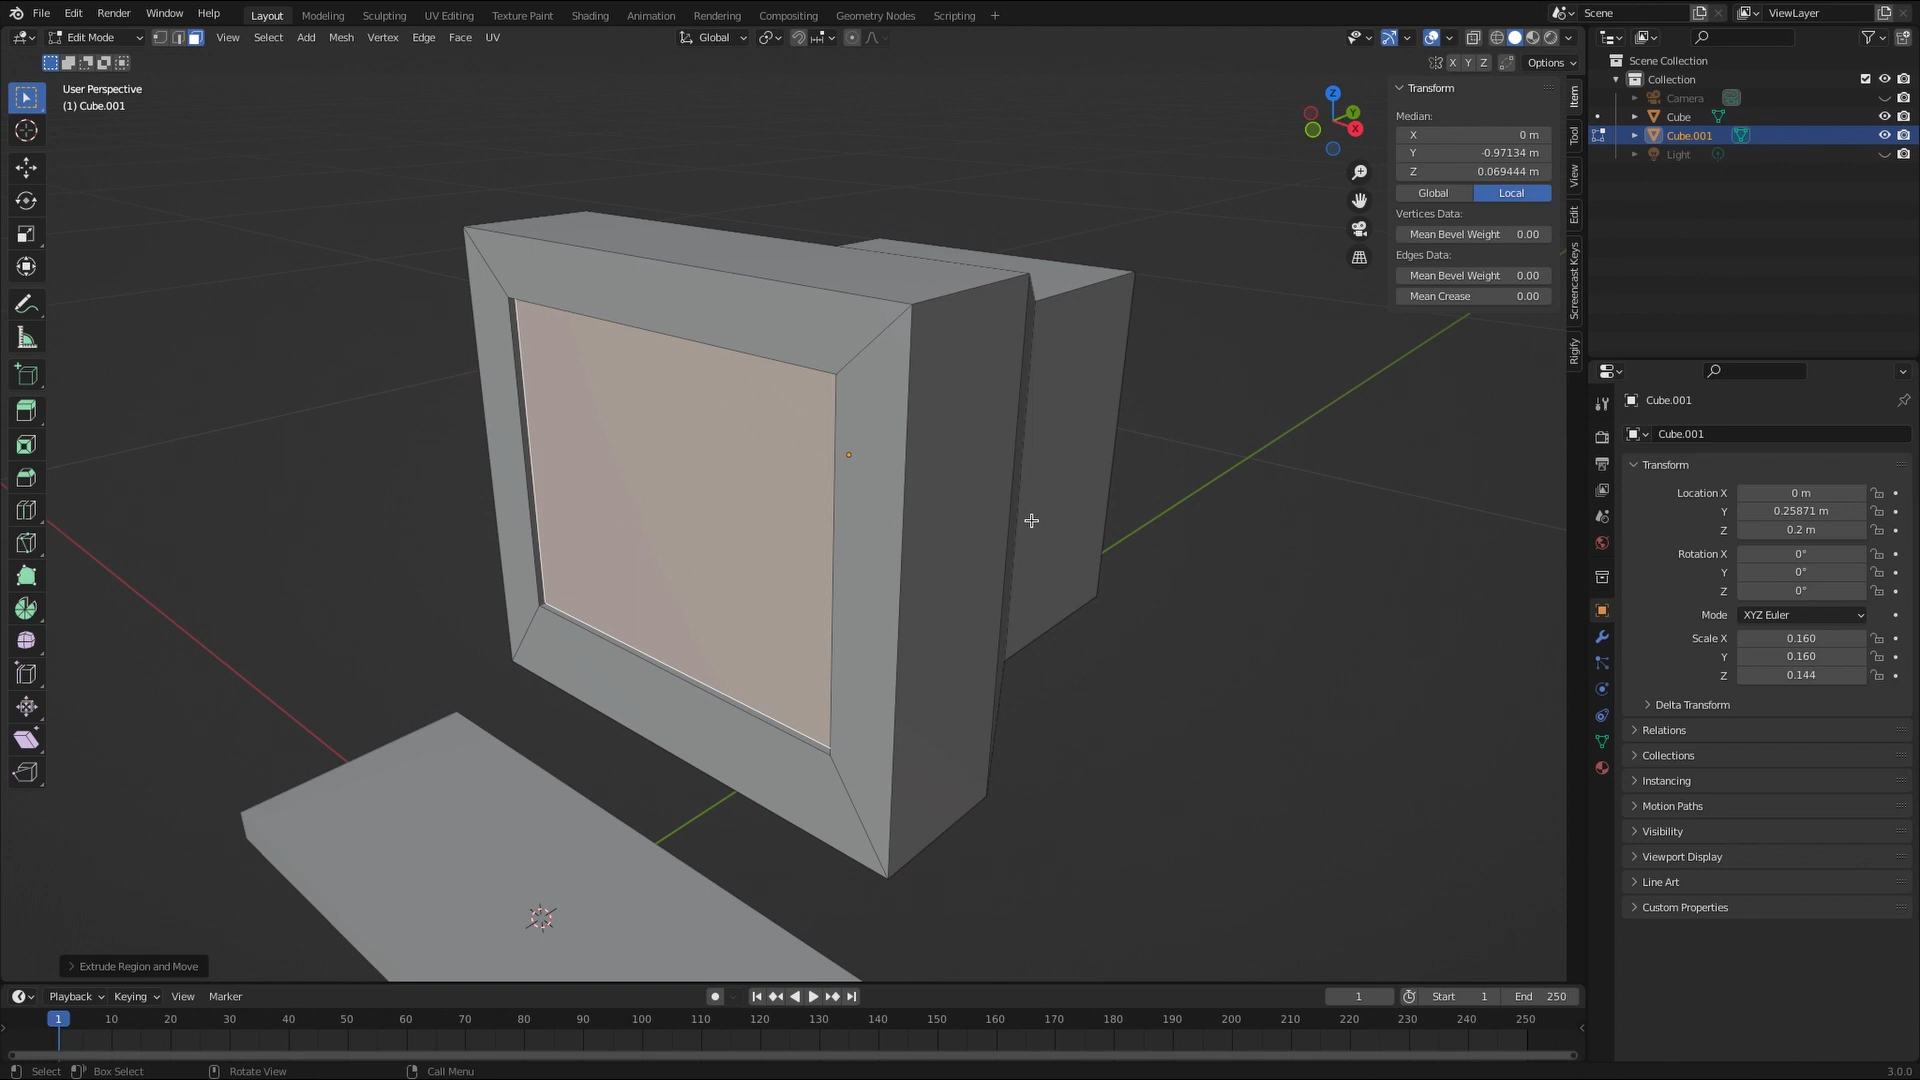 File Edit Render Window Help Layout Modeling Sculpting UV Editing Texture Paint Shading Animation Rendering Compositing Geometry Nodes Scripting + Scene ViewLayer
Edit Mode View Select Add Mesh Vertex Edge Face UV Global
X Y Z Options
User Perspective
(1) Cube.001
Z
Y
X
Transform
Median:
X 0 m
Y -0.97134 m
Z 0.069444 m
Global Local
Vertices Data:
Mean Bevel Weight 0.00
Edges Data:
Mean Bevel Weight 0.00
Mean Crease 0.00
Item
Tool
View
Edit
Screencast Keys
Rigify
Scene Collection
Collection
Camera
Cube
Cube.001
Light
Cube.001
Cube.001
Transform
Location X 0 m
Y 0.25871 m
Z 0.2 m
Rotation X 0°
Y 0°
Z 0°
Mode XYZ Euler
Scale X 0.160
Y 0.160
Z 0.144
Delta Transform
Relations
Collections
Instancing
Motion Paths
Visibility
Viewport Display
Line Art
Custom Properties
Extrude Region and Move
Playback Keying View Marker 1 Start 1 End 250
1 10 20 30 40 50 60 70 80 90 100 110 120 130 140 150 160 170 180 190 200 210 220 230 240 250
Select Box Select Rotate View Call Menu 3.0.0